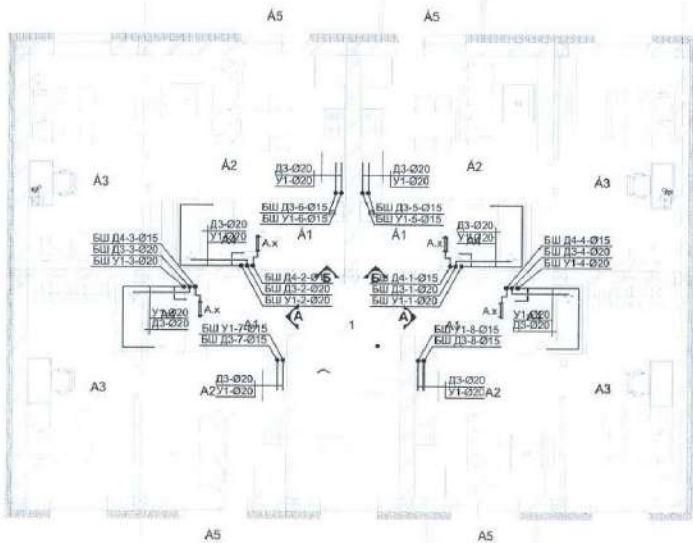 А5
А5
А2
А2
А3
А3
Д3-Ø20
У1-Ø20
Д3-Ø20
У1-Ø20
БШ Д3-6-Ø15
БШ У1-6-Ø15
БШ Д3-5-Ø15
БШ У1-5-Ø15
А1
А1
Д3-Ø20
Д3-Ø20
БШ Д4-3-Ø15
БШ Д3-3-Ø20
БШ У1-3-Ø20
А.х
А.х
БШ Д4-4-Ø15
БШ Д3-4-Ø20
БШ У1-4-Ø20
БШ Д3-2-Ø20
БШ У1-2-Ø20
Б
Б
БШ Д4-1-Ø15
БШ Д3-1-Ø20
БШ У1-1-Ø20
А.х
А.х
У1-Ø20
Д3-Ø20
А
А
1
У1-Ø20
Д3-Ø20
БШ У1-7-Ø15
БШ Д3-7-Ø15
БШ У1-8-Ø15
БШ Д3-8-Ø15
А3
А2
Д3-Ø20
У1-Ø20
Д3-Ø20
У1-Ø20
А2
А3
А5
А5